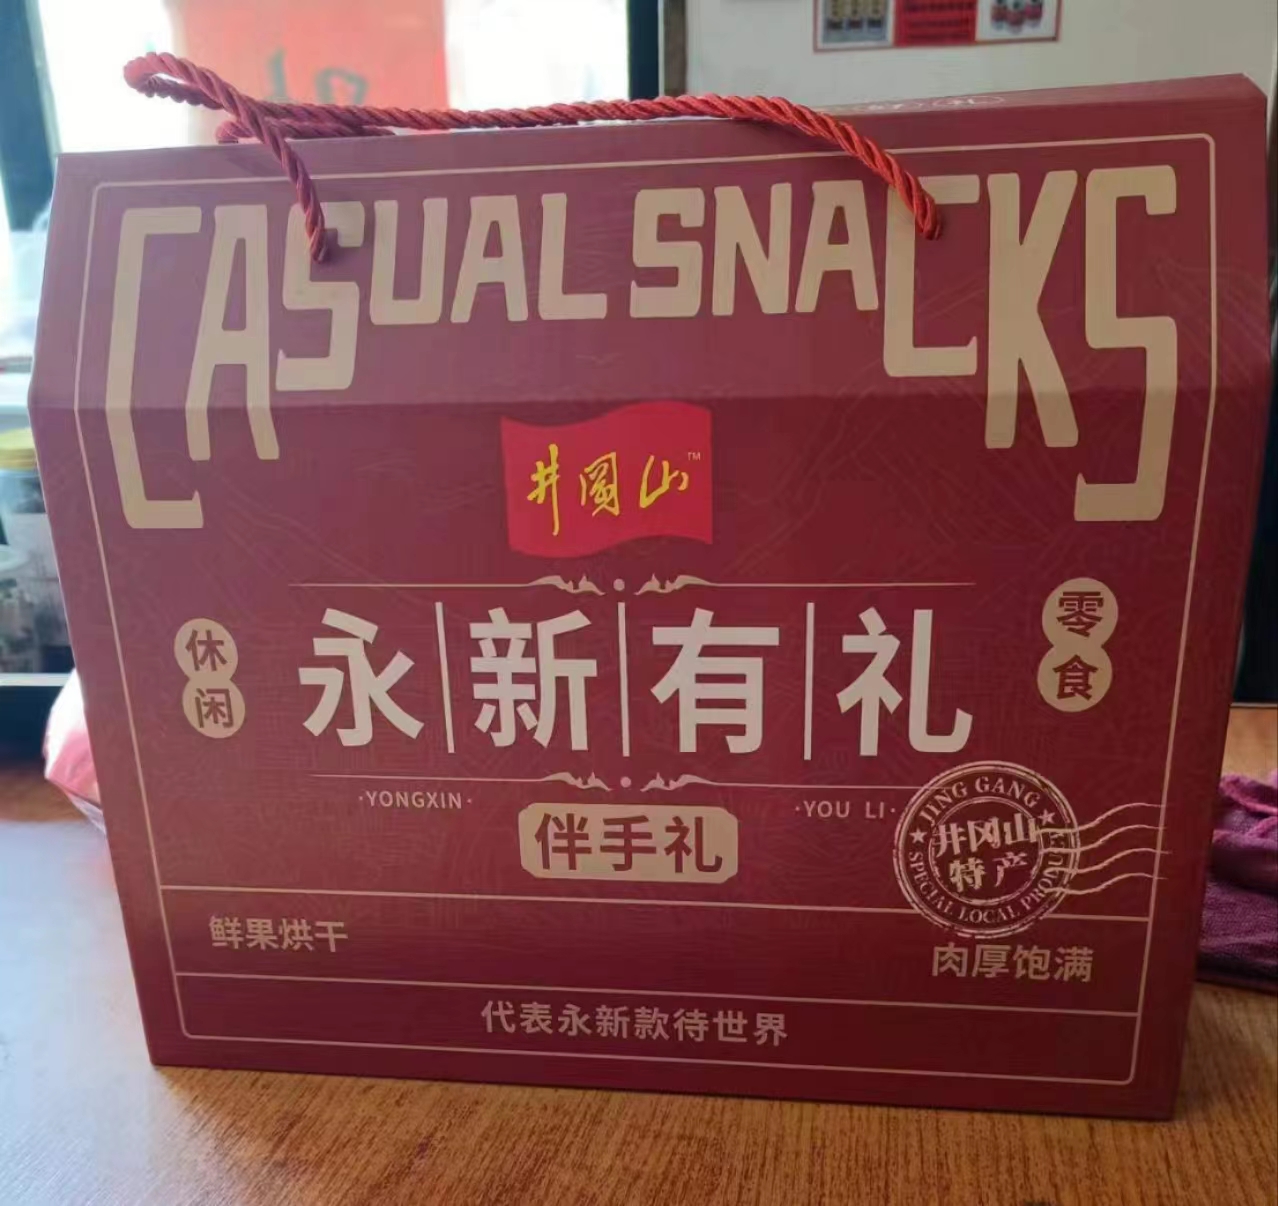 CASUAL SNACKS
井岡山™
休闲
永新有礼
零食
·YONGXIN·
·YOU LI·
伴手礼
JING GANG
井冈山
特产
SPECIAL LOCAL PRODUCT
鲜果烘干
肉厚饱满
代表永新款待世界